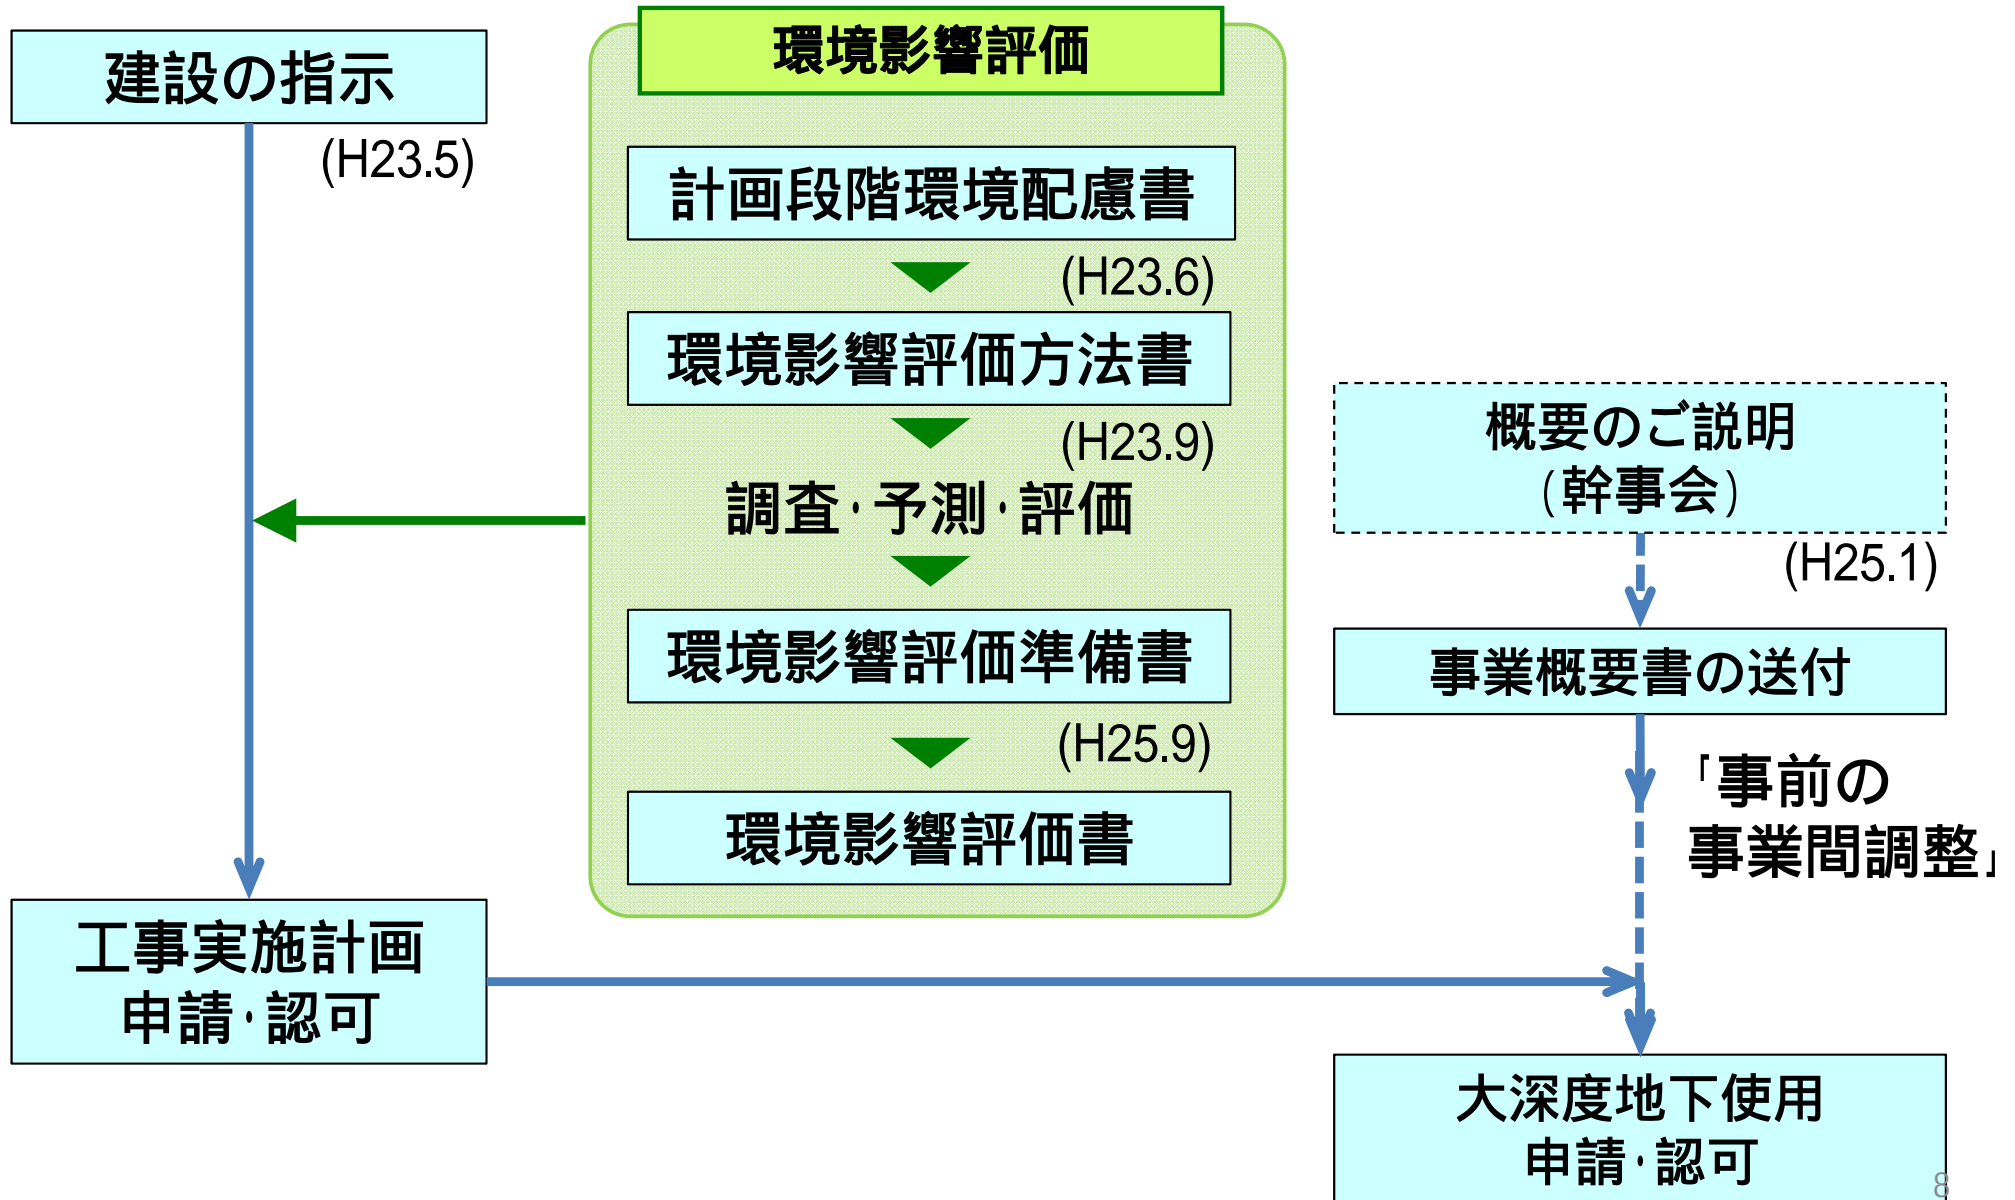 建設の指示
(H23.5)
環境影響評価
計画段階環境配慮書
(H23.6)
環境影響評価方法書
(H23.9)
調査・予測・評価
環境影響評価準備書
(H25.9)
環境影響評価書
概要のご説明
(幹事会)
(H25.1)
事業概要書の送付
「事前の
事業間調整」
工事実施計画
申請・認可
大深度地下使用
申請・認可
8